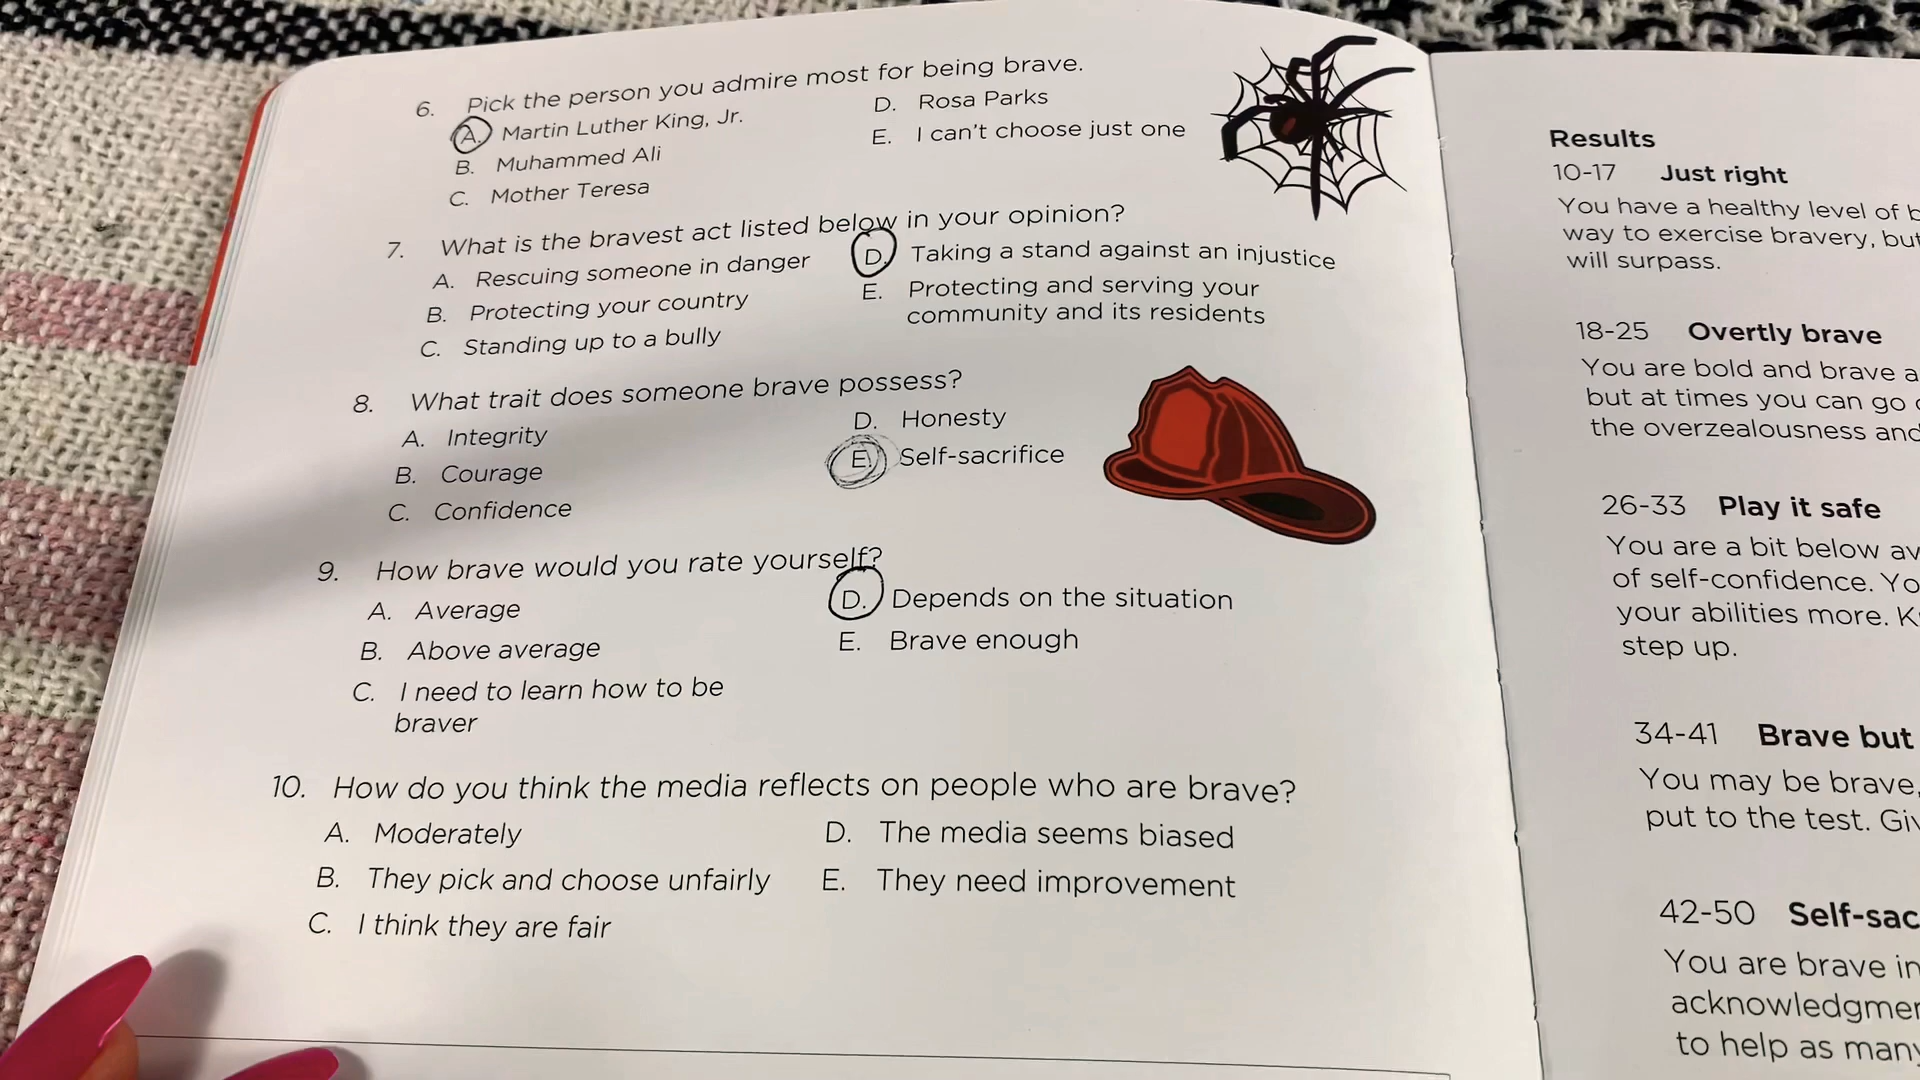 6. Pick the person you admire most for being brave.
A. Martin Luther King, Jr.
B. Muhammed Ali
C. Mother Teresa
D. Rosa Parks
E. I can't choose just one
7. What is the bravest act listed below in your opinion?
A. Rescuing someone in danger
B. Protecting your country
C. Standing up to a bully
D. Taking a stand against an injustice
E. Protecting and serving your
community and its residents
8. What trait does someone brave possess?
A. Integrity
B. Courage
C. Confidence
D. Honesty
E. Self-sacrifice
9. How brave would you rate yourself?
A. Average
B. Above average
C. I need to learn how to be
braver
D. Depends on the situation
E. Brave enough
10. How do you think the media reflects on people who are brave?
A. Moderately
B. They pick and choose unfairly
C. I think they are fair
D. The media seems biased
E. They need improvement
Results
10-17 Just right
You have a healthy level of
way to exercise bravery, but
will surpass.
18-25 Overtly brave
You are bold and brave
but at times you can go
the overzealousness and
26-33 Play it safe
You are a bit below
of self-confidence.
your abilities more.
step up.
34-41 Brave but
You may be brave,
put to the test.
42-50
You are brave in
to help as many